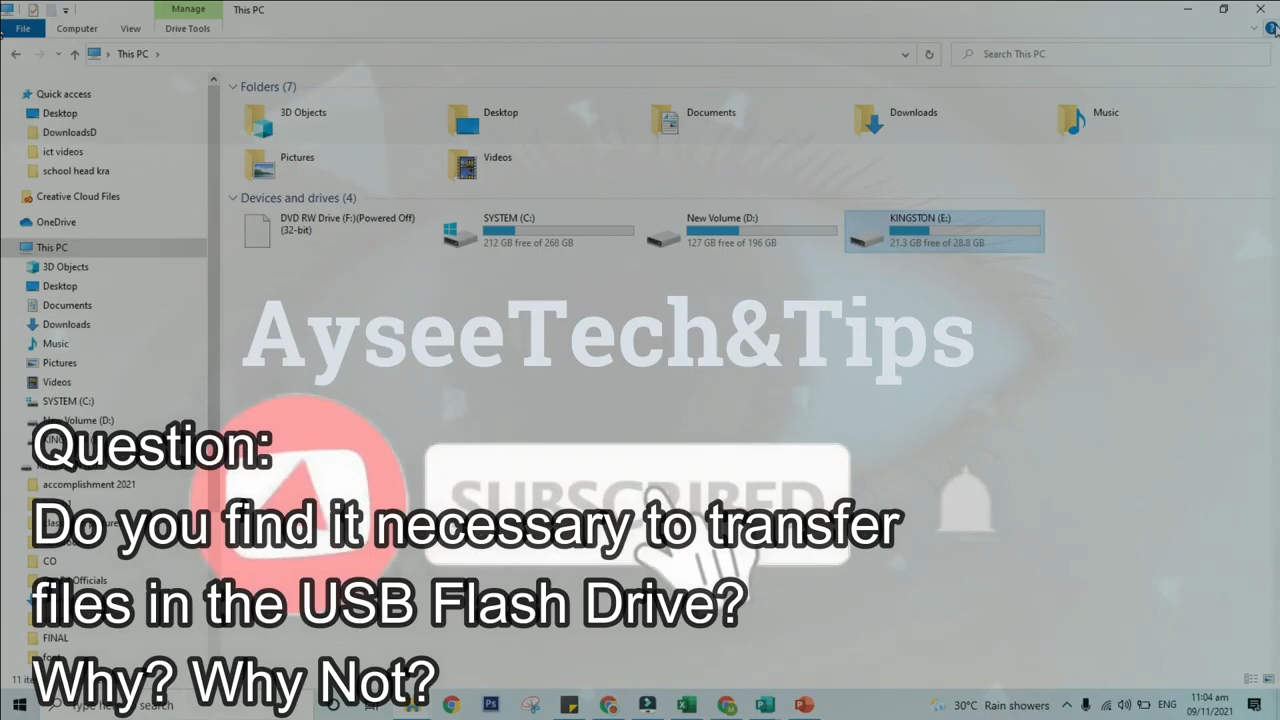 Manage
This PC
File
Computer
View
Drive Tools
This PC
Search This PC
Quick access
Desktop
DownloadsD
ict videos
school head kra
Creative Cloud Files
OneDrive
This PC
3D Objects
Desktop
Documents
Downloads
Music
Pictures
Videos
SYSTEM (C:)
New Volume (D:)
accomplishment 2021
CO
Officials
FINAL
Folders (7)
3D Objects
Desktop
Documents
Downloads
Music
Pictures
Videos
Devices and drives (4)
DVD RW Drive (F:)(Powered Off)
(32-bit)
SYSTEM (C:)
212 GB free of 268 GB
New Volume (D:)
127 GB free of 196 GB
KINGSTON (E:)
21.3 GB free of 28.8 GB
AyseeTech&Tips
SUBSCRIBED
Question:
Do you find it necessary to transfer
files in the USB Flash Drive?
Why? Why Not?
30°C Rain showers
ENG
11:04 am
09/11/2021